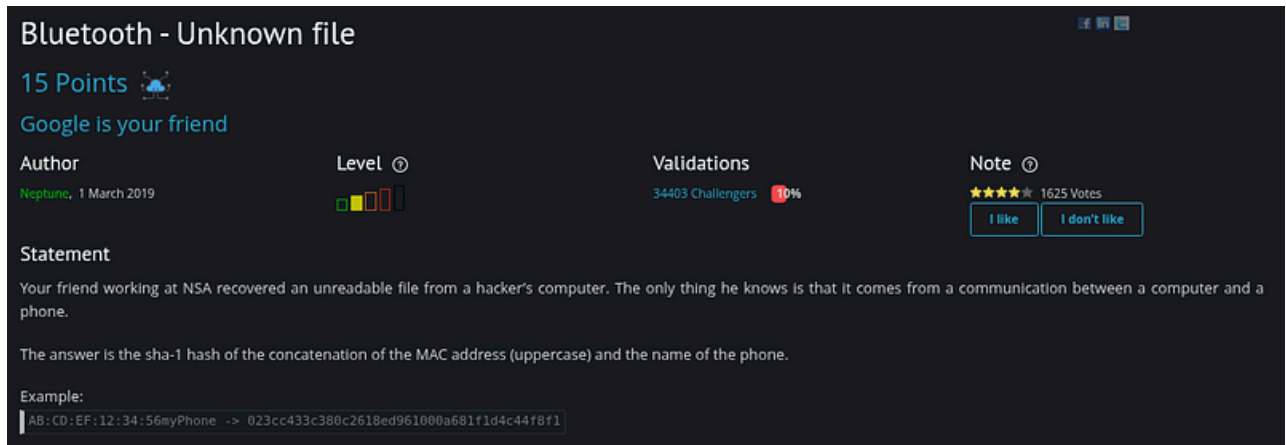 Bluetooth - Unknown file
15 Points
Google is your friend
Author Level Validations Note
Neptune, 1 March 2019 34403 Challengers 10% 1625 Votes
I like I don't like
Statement
Your friend working at NSA recovered an unreadable file from a hacker's computer. The only thing he knows is that it comes from a communication between a computer and a
phone.
The answer is the sha-1 hash of the concatenation of the MAC address (uppercase) and the name of the phone.
Example:
AB:CD:EF:12:34:56myPhone -> 023cc433c380c2618ed961000a681f1d4c44f8f1